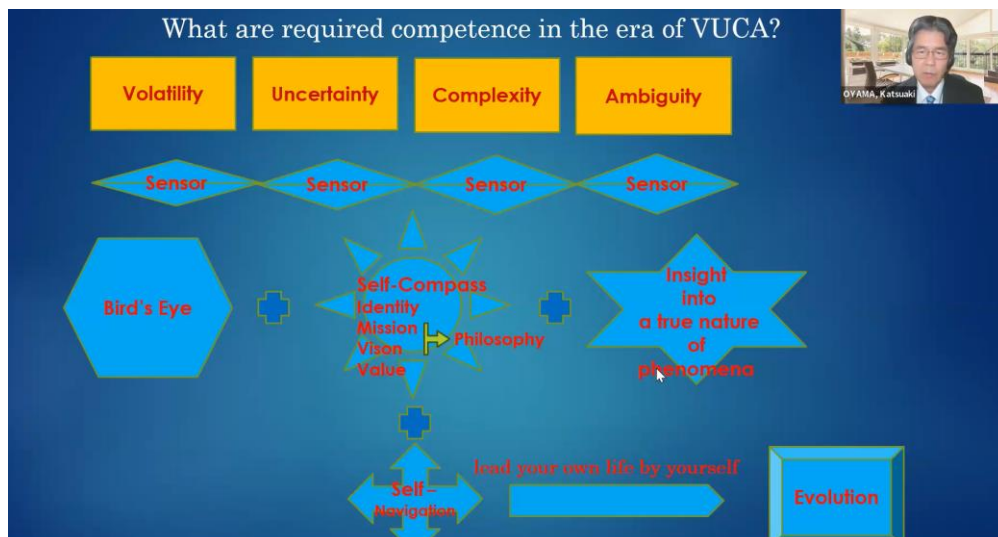 What are required competence in the era of VUCA?
OYAMA, Katsuaki
Volatility
Uncertainty
Complexity
Ambiguity
Sensor
Sensor
Sensor
Sensor
Bird's Eye
Self-Compass
Identity
Mission
Vison
Value
Philosophy
Insight
into
a true nature
of
phenomena
lead your own life by yourself
Self –
Navigation
Evolution